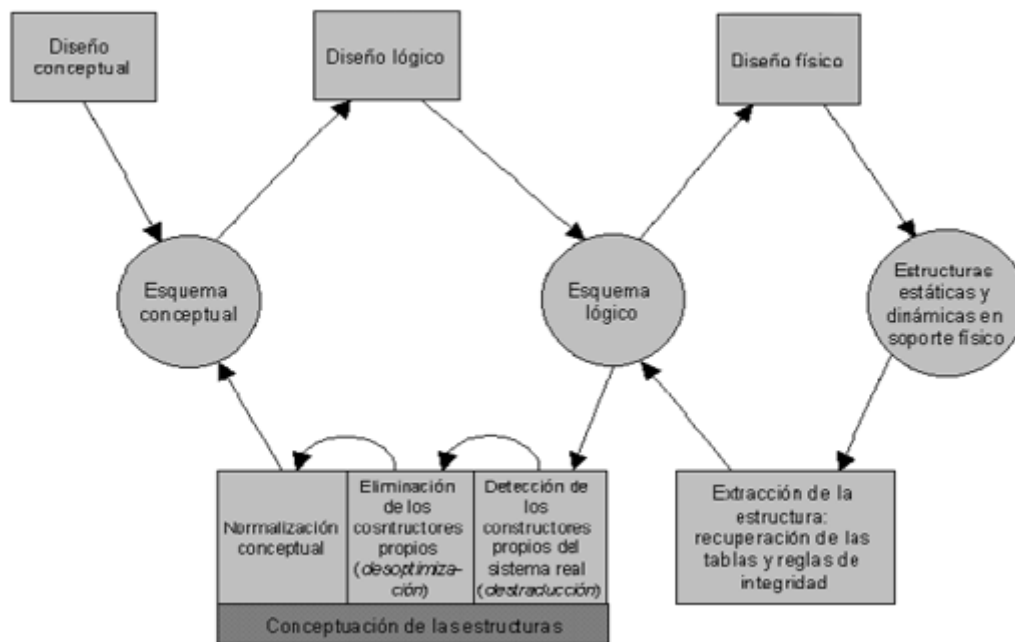 Diseño
conceptual
Diseño lógico
Diseño físico
Esquema
conceptual
Esquema
lógico
Estructuras
estáticas y
dinámicas en
soporte físico
Normalización
conceptual
Eliminación
de los
cosntructores
propios
(desoptimiza-
ción)
Detección de
los
constructores
propios del
sistema real
(destraducción)
Extracción de la
estructura:
recuperación de las
tablas y reglas de
integridad
Conceptuación de las estructuras